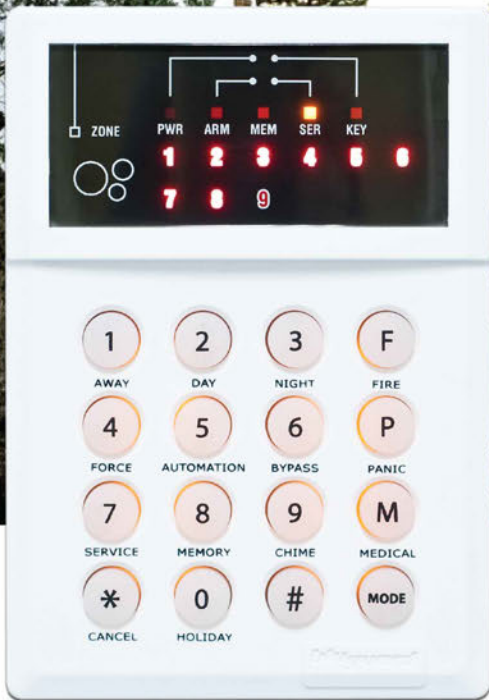 ZONE PWR ARM MEM SER KEY
1 2 3 4 5 6
7 8 9
1 2 3 F
AWAY DAY NIGHT FIRE
4 5 6 P
FORCE AUTOMATION BYPASS PANIC
7 8 9 M
SERVICE MEMORY CHIME MEDICAL
* 0 # MODE
CANCEL HOLIDAY